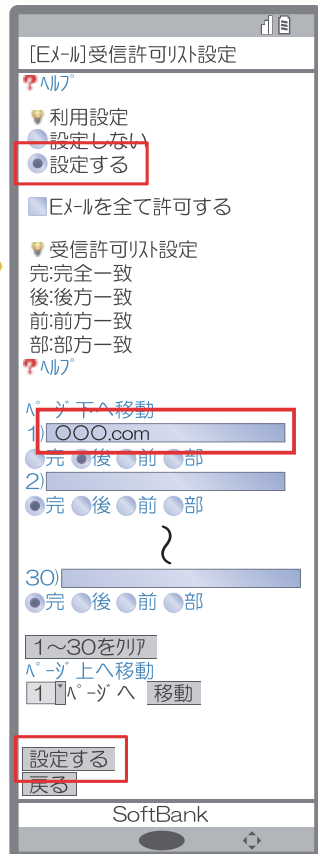 [Eﾒｰﾙ]受信許可ﾘｽﾄ設定
?ﾍﾙﾌﾟ
利用設定
設定しない
設定する
Eﾒｰﾙを全て許可する
受信許可ﾘｽﾄ設定
完:完全一致
後:後方一致
前:前方一致
部:部方一致
?ﾍﾙﾌﾟ
ﾍﾟｰｼﾞ下へ移動
1) ○○○.com
完 後 前 部
2)
完 後 前 部
〜
30)
完 後 前 部
1〜30をｸﾘｱ
ﾍﾟｰｼﾞ上へ移動
1 ﾍﾟｰｼﾞへ 移動
設定する
戻る
SoftBank